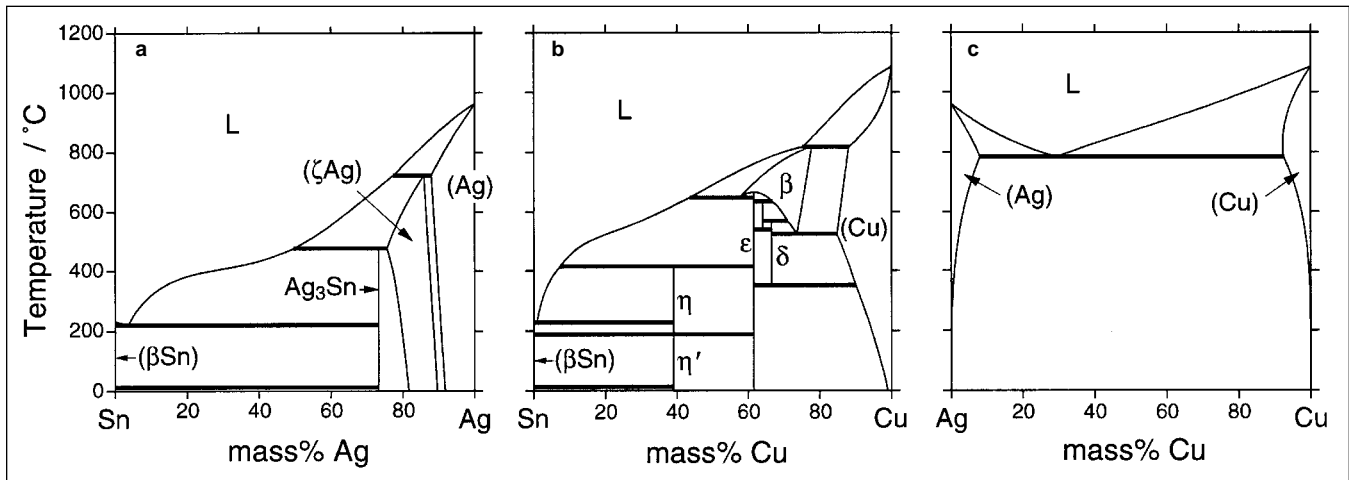 Temperature / °C
1200
1000
800
600
400
200
0
a
L
(ζAg)
(Ag)
Ag₃Sn
(βSn)
Sn 20 40 60 80 Ag
mass% Ag
b
L
β
(Cu)
ε
δ
η
η′
(βSn)
Sn 20 40 60 80 Cu
mass% Cu
c
L
(Ag)
(Cu)
Ag 20 40 60 80 Cu
mass% Cu